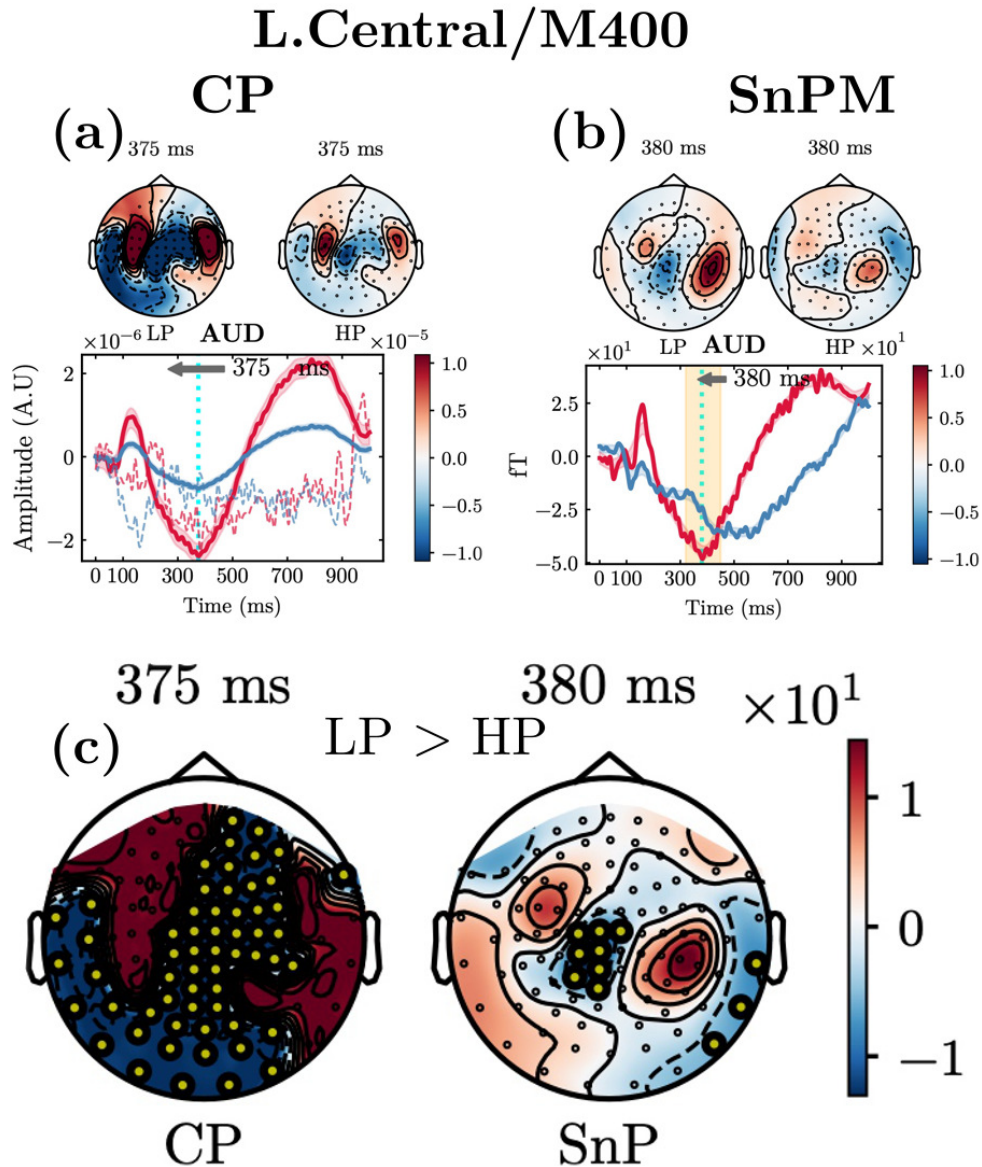 L.Central/M400
CP SnPM
(a) (b)
375 ms 375 ms 380 ms 380 ms
×10⁻⁶ LP AUD HP ×10⁻⁵
×10¹ LP AUD HP ×10¹
375 ms
380 ms
Amplitude (A.U)
2
0
−2
1.0
0.5
0.0
−0.5
−1.0
0 100 300 500 700 900
Time (ms)
fT
2.5
0.0
−2.5
−5.0
1.0
0.5
0.0
−0.5
−1.0
0 100 300 500 700 900
Time (ms)
375 ms 380 ms ×10¹
(c) LP > HP
1
0
−1
CP SnP